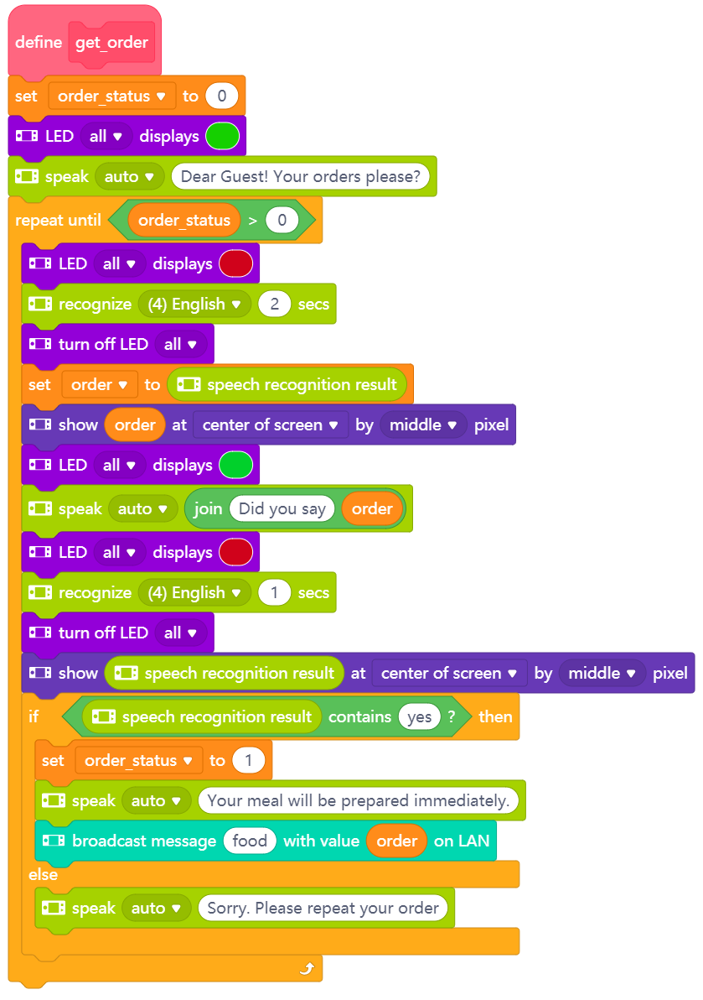 define get_order
set order_status to 0
LED all displays
speak auto Dear Guest! Your orders please?
repeat until order_status > 0
LED all displays
recognize (4) English 2 secs
turn off LED all
set order to speech recognition result
show order at center of screen by middle pixel
LED all displays
speak auto join Did you say order
LED all displays
recognize (4) English 1 secs
turn off LED all
show speech recognition result at center of screen by middle pixel
if speech recognition result contains yes ? then
set order_status to 1
speak auto Your meal will be prepared immediately.
broadcast message food with value order on LAN
else
speak auto Sorry. Please repeat your order